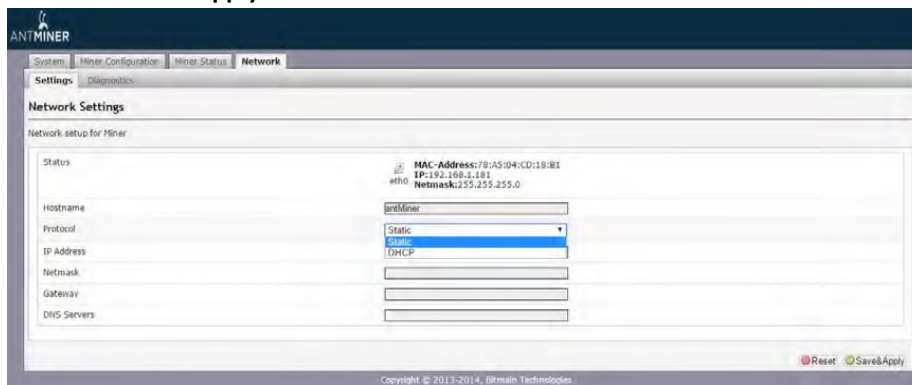 ANTMINER
System Miner Configuration Miner Status Network
Settings Diagnostics
Network Settings
Network setup for Miner
Status
MAC-Address:78:A5:04:CD:18:B1
IP:192.168.1.181
eth0 Netmask:255.255.255.0
Hostname antMiner
Protocol Static
Static
IP Address DHCP
Netmask
Gateway
DNS Servers
Reset Save&Apply
Copyright © 2013-2014, Bitmain Technologies